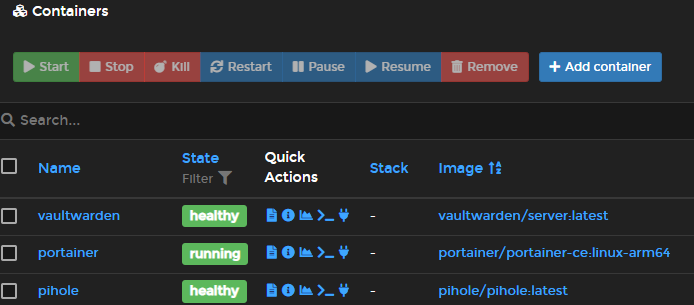 Containers
Start Stop Kill Restart Pause Resume Remove Add container
Search...
Name State Filter Quick Actions Stack Image
vaultwarden healthy - vaultwarden/server:latest
portainer running - portainer/portainer-ce:linux-arm64
pihole healthy - pihole/pihole:latest